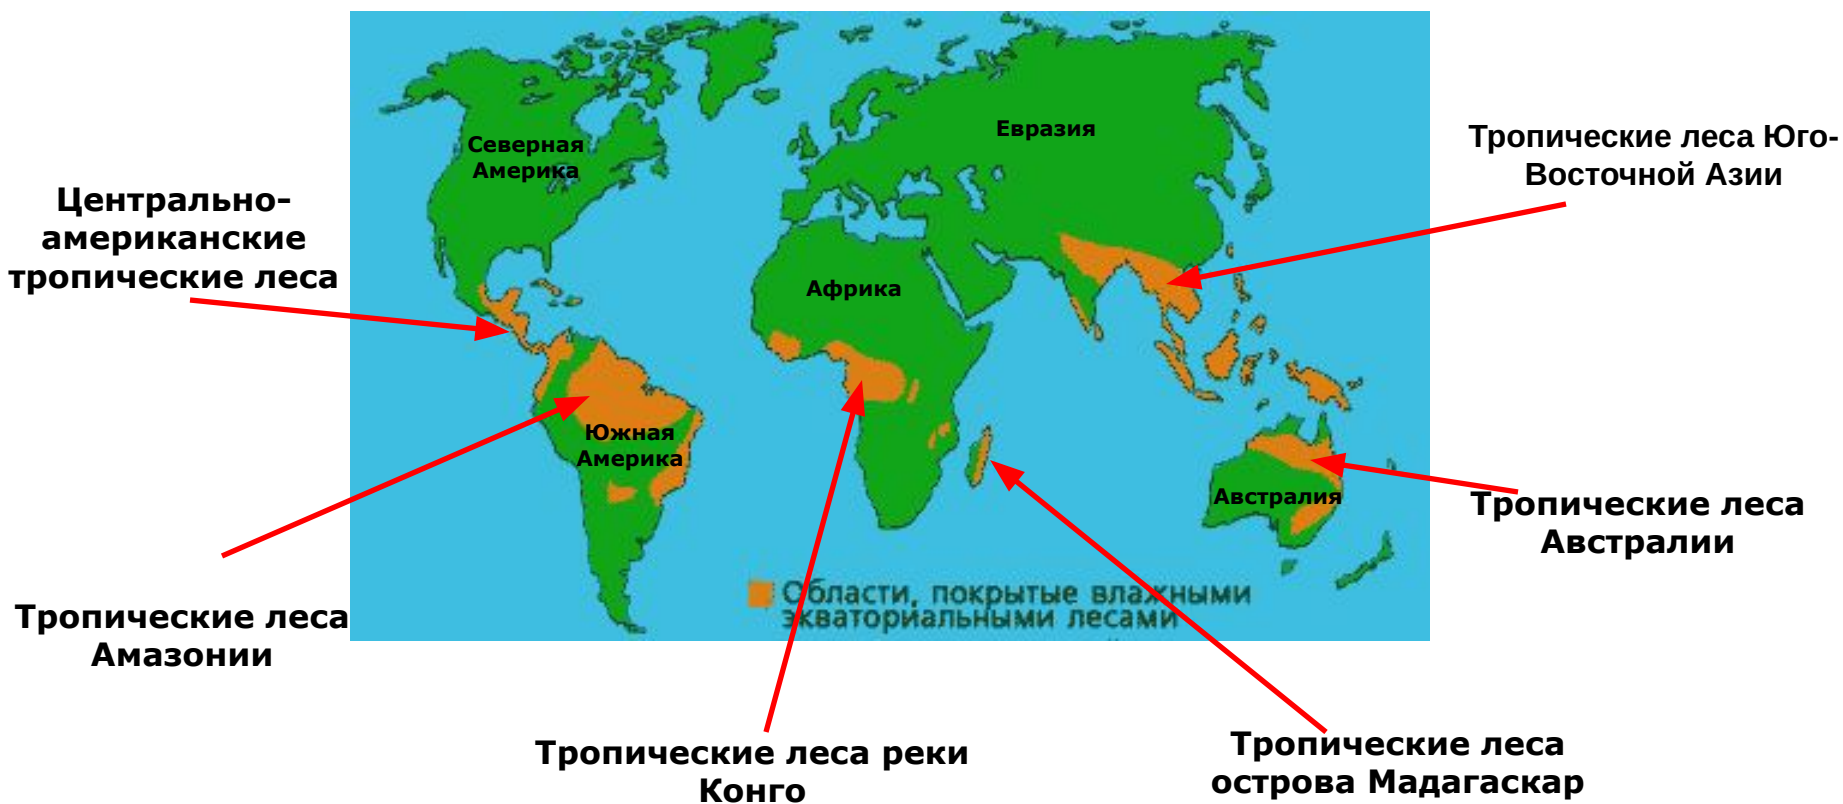 Северная
Америка
Евразия
Тропические леса Юго-
Восточной Азии
Центрально-
американские
тропические леса
Африка
Южная
Америка
Австралия
Тропические леса
Австралии
Области, покрытые влажными
экваториальными лесами
Тропические леса
Амазонии
Тропические леса реки
Конго
Тропические леса
острова Мадагаскар